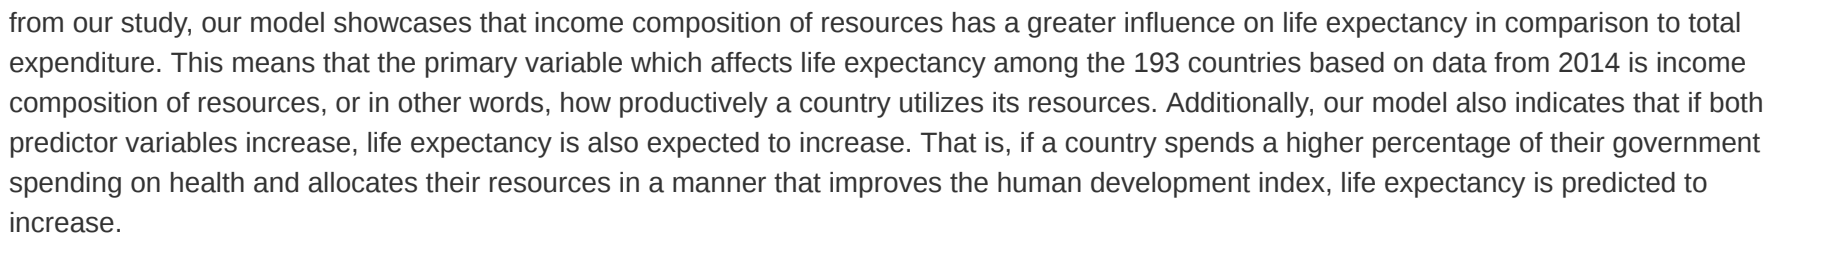 from our study, our model showcases that income composition of resources has a greater influence on life expectancy in comparison to total
expenditure. This means that the primary variable which affects life expectancy among the 193 countries based on data from 2014 is income
composition of resources, or in other words, how productively a country utilizes its resources. Additionally, our model also indicates that if both
predictor variables increase, life expectancy is also expected to increase. That is, if a country spends a higher percentage of their government
spending on health and allocates their resources in a manner that improves the human development index, life expectancy is predicted to
increase.